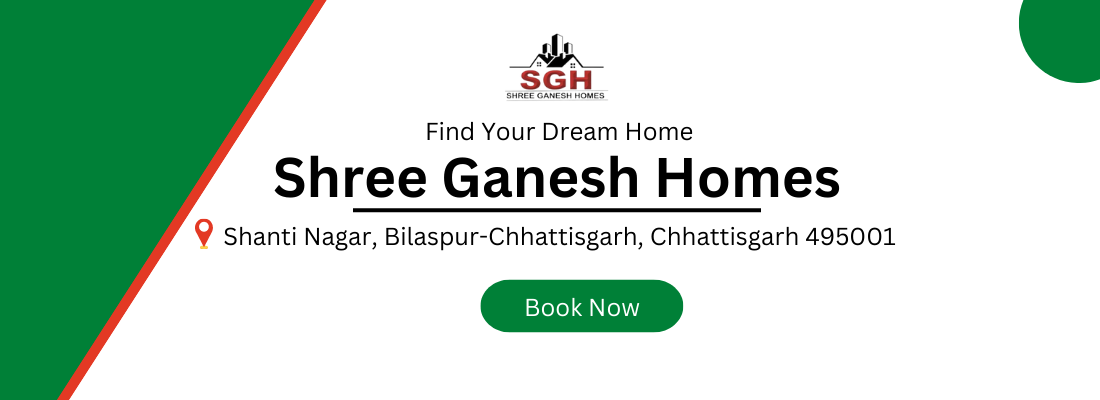 SGH
SHREE GANESH HOMES
Find Your Dream Home
Shree Ganesh Homes
Shanti Nagar, Bilaspur-Chhattisgarh, Chhattisgarh 495001
Book Now